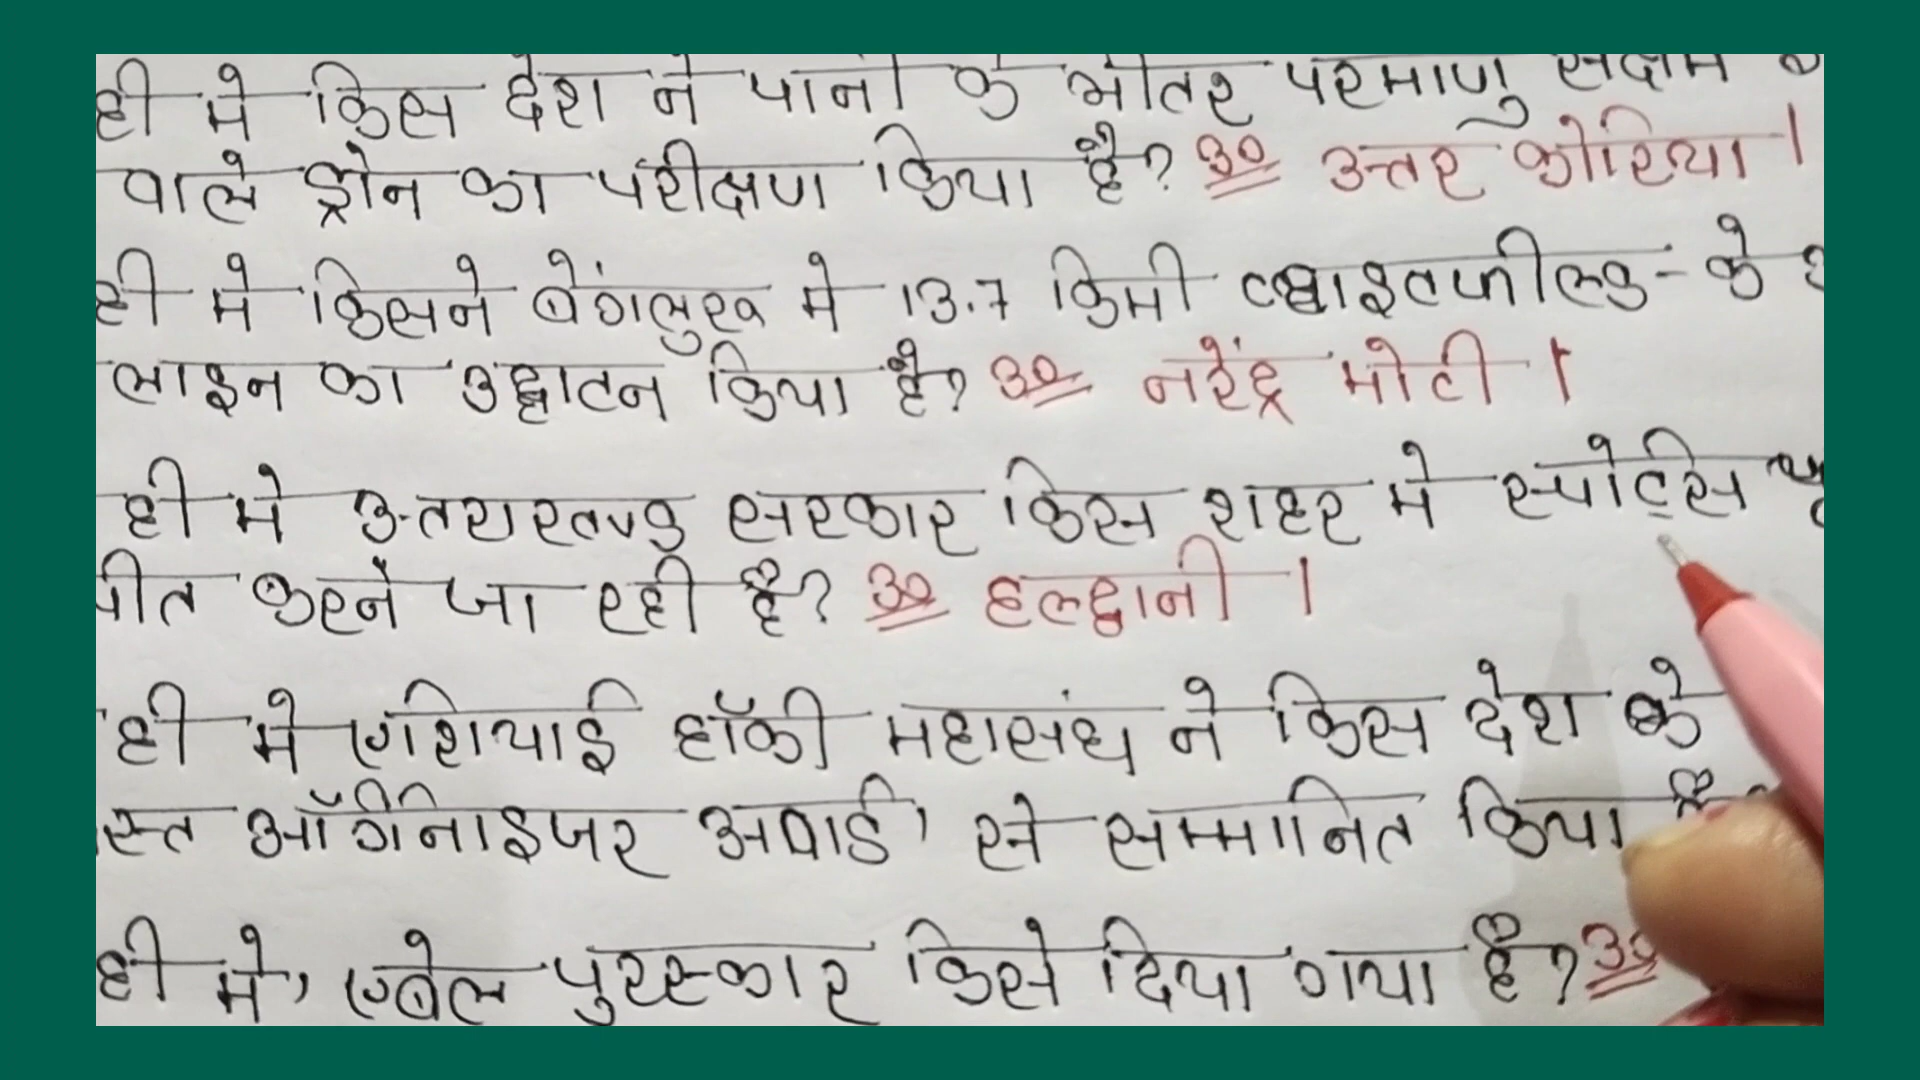 ही मे किस देश ने पानी के भीतर परमाणु सक्षम
वाले ड्रोन का परीक्षण किया है? उ० उत्तर कोरिया।
ही मे किसने बेंगलुरू मे 13.7 किमी व्हाइटफील्ड - के
लाइन का उद्घाटन किया है? उ० नरेंद्र मोदी।
ही मे उत्तराखण्ड सरकार किस शहर मे स्पोर्ट्स
पीत करने जा रही है? उ० हल्द्वानी।
ही मे एशियाई हॉकी महासंघ ने किस देश के
स्त ऑर्गेनाइजर अवार्ड' से सम्मानित किया है
ही मे, एबेल पुरस्कार किसे दिया गया है? उ०